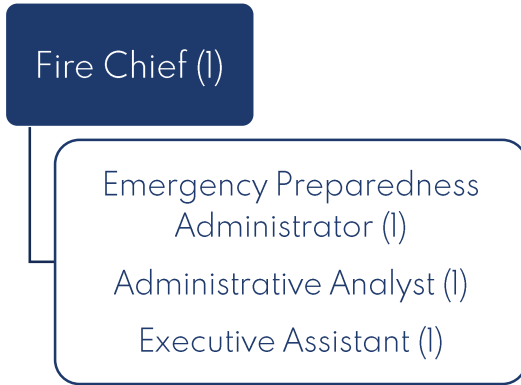 Fire Chief (1)
Emergency Preparedness
Administrator (1)
Administrative Analyst (1)
Executive Assistant (1)